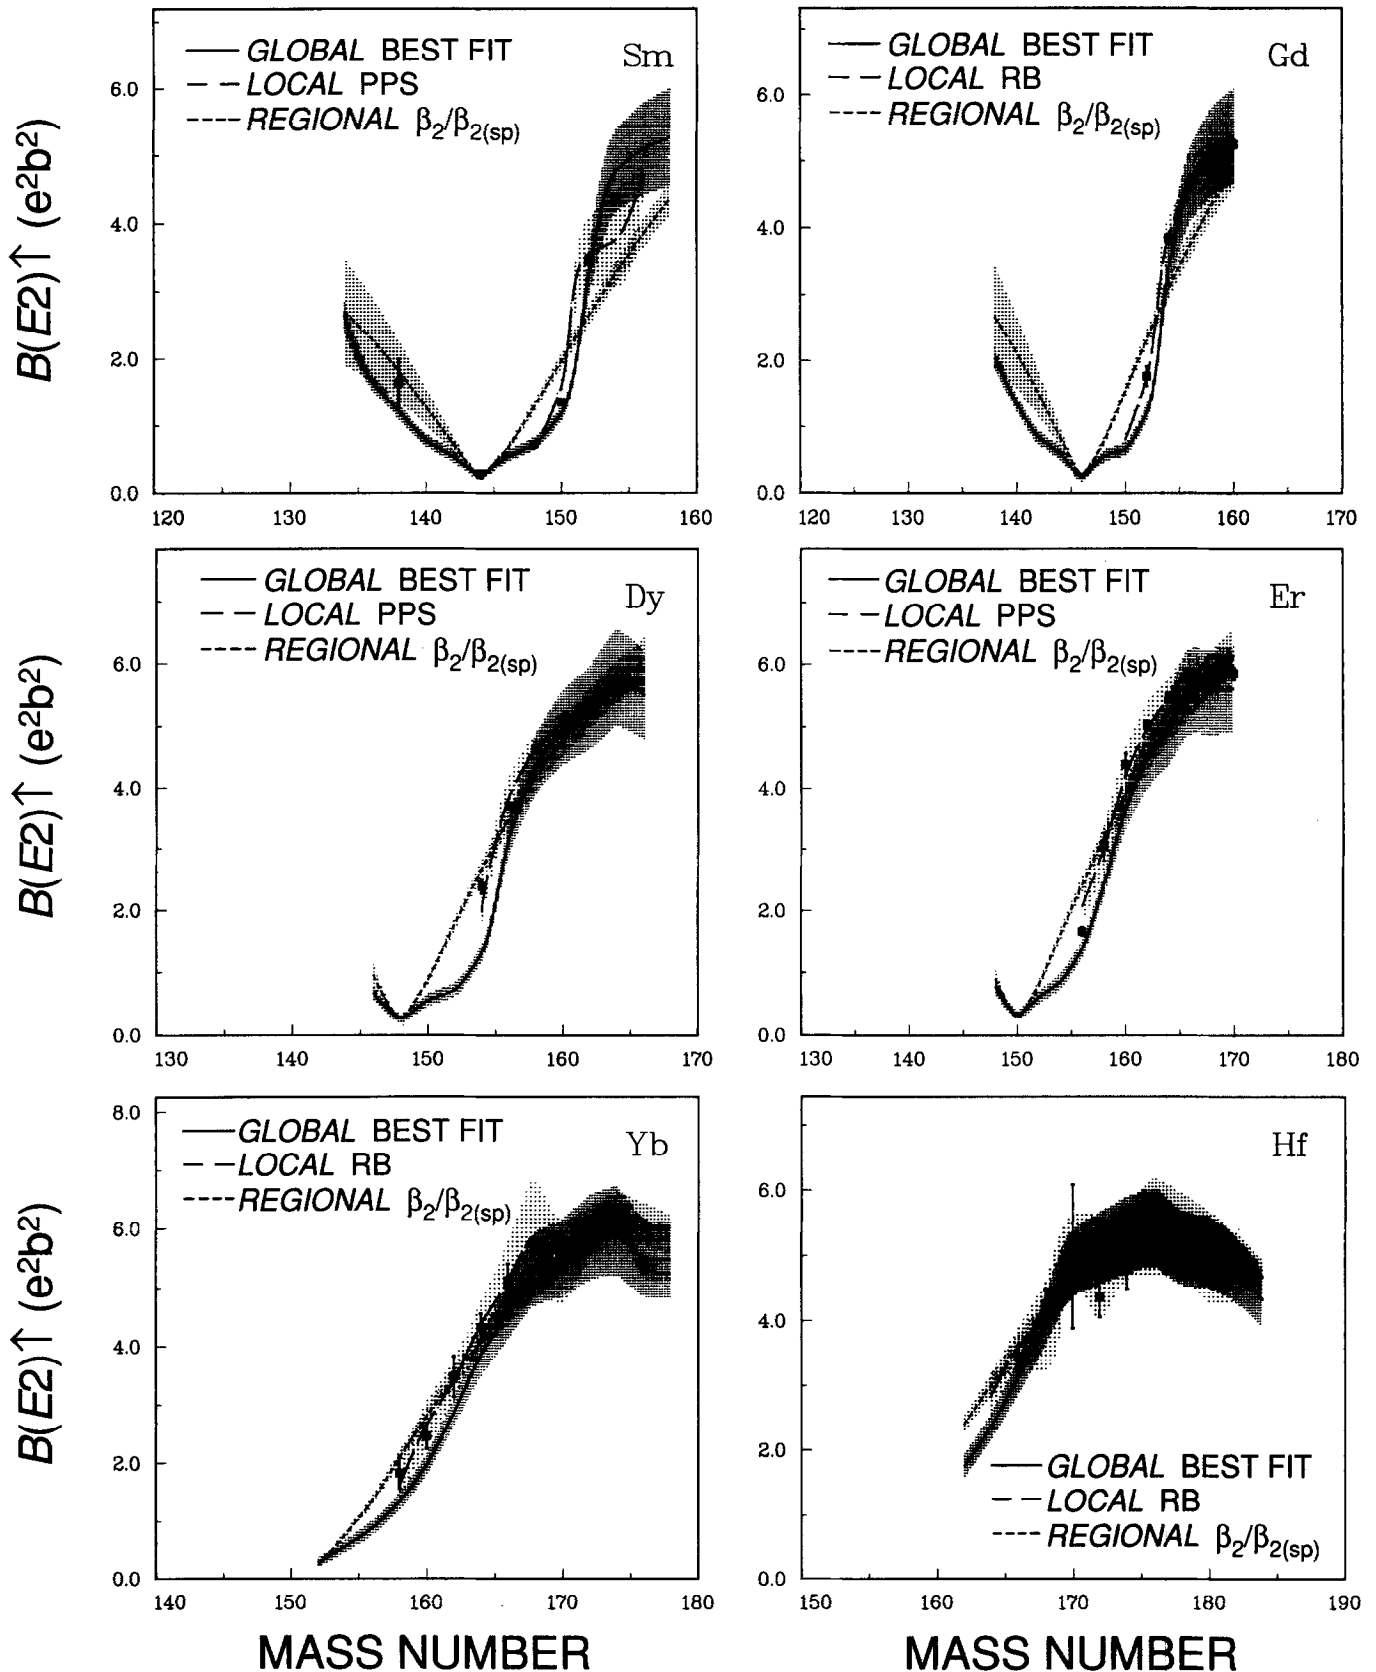 B(E2)↑ (e²b²)
GLOBAL BEST FIT
LOCAL PPS
REGIONAL β₂/β₂(sp)
Sm
6.0
4.0
2.0
0.0
120 130 140 150 160
GLOBAL BEST FIT
LOCAL RB
REGIONAL β₂/β₂(sp)
Gd
6.0
4.0
2.0
0.0
120 130 140 150 160 170
B(E2)↑ (e²b²)
GLOBAL BEST FIT
LOCAL PPS
REGIONAL β₂/β₂(sp)
Dy
6.0
4.0
2.0
0.0
130 140 150 160 170
GLOBAL BEST FIT
LOCAL PPS
REGIONAL β₂/β₂(sp)
Er
6.0
4.0
2.0
0.0
130 140 150 160 170 180
B(E2)↑ (e²b²)
GLOBAL BEST FIT
LOCAL RB
REGIONAL β₂/β₂(sp)
Yb
8.0
6.0
4.0
2.0
0.0
140 150 160 170 180
MASS NUMBER
Hf
6.0
4.0
2.0
0.0
GLOBAL BEST FIT
LOCAL RB
REGIONAL β₂/β₂(sp)
150 160 170 180 190
MASS NUMBER